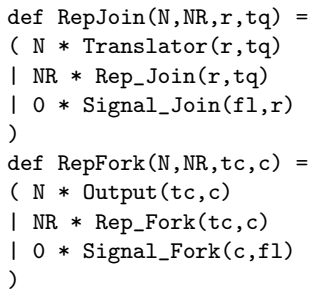 def RepJoin(N,NR,r,tq) =
( N * Translator(r,tq)
| NR * Rep_Join(r,tq)
| 0 * Signal_Join(fl,r)
)
def RepFork(N,NR,tc,c) =
( N * Output(tc,c)
| NR * Rep_Fork(tc,c)
| 0 * Signal_Fork(c,fl)
)